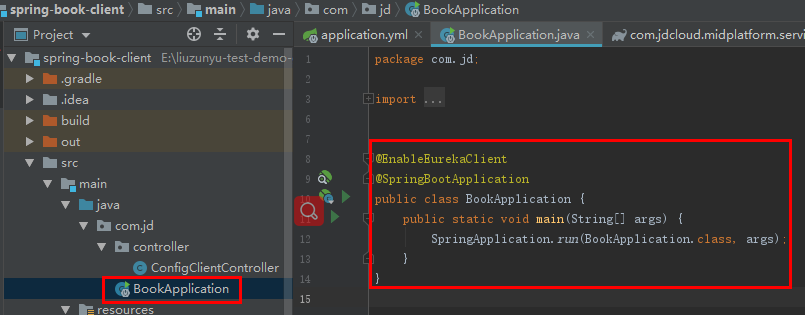 spring-book-client src main java com jd BookApplication
Project
application.yml BookApplication.java com.jdcloud.midplatform.serv
spring-book-client E:\liuzunyu-test-demo-
.gradle
.idea
build
out
src
main
java
com.jd
controller
ConfigClientController
BookApplication
resources
1 package com.jd;
2
3 import ...
7
8 @EnableEurekaClient
9 @SpringBootApplication
10 public class BookApplication {
11 public static void main(String[] args) {
12 SpringApplication.run(BookApplication.class, args);
13 }
14 }
15